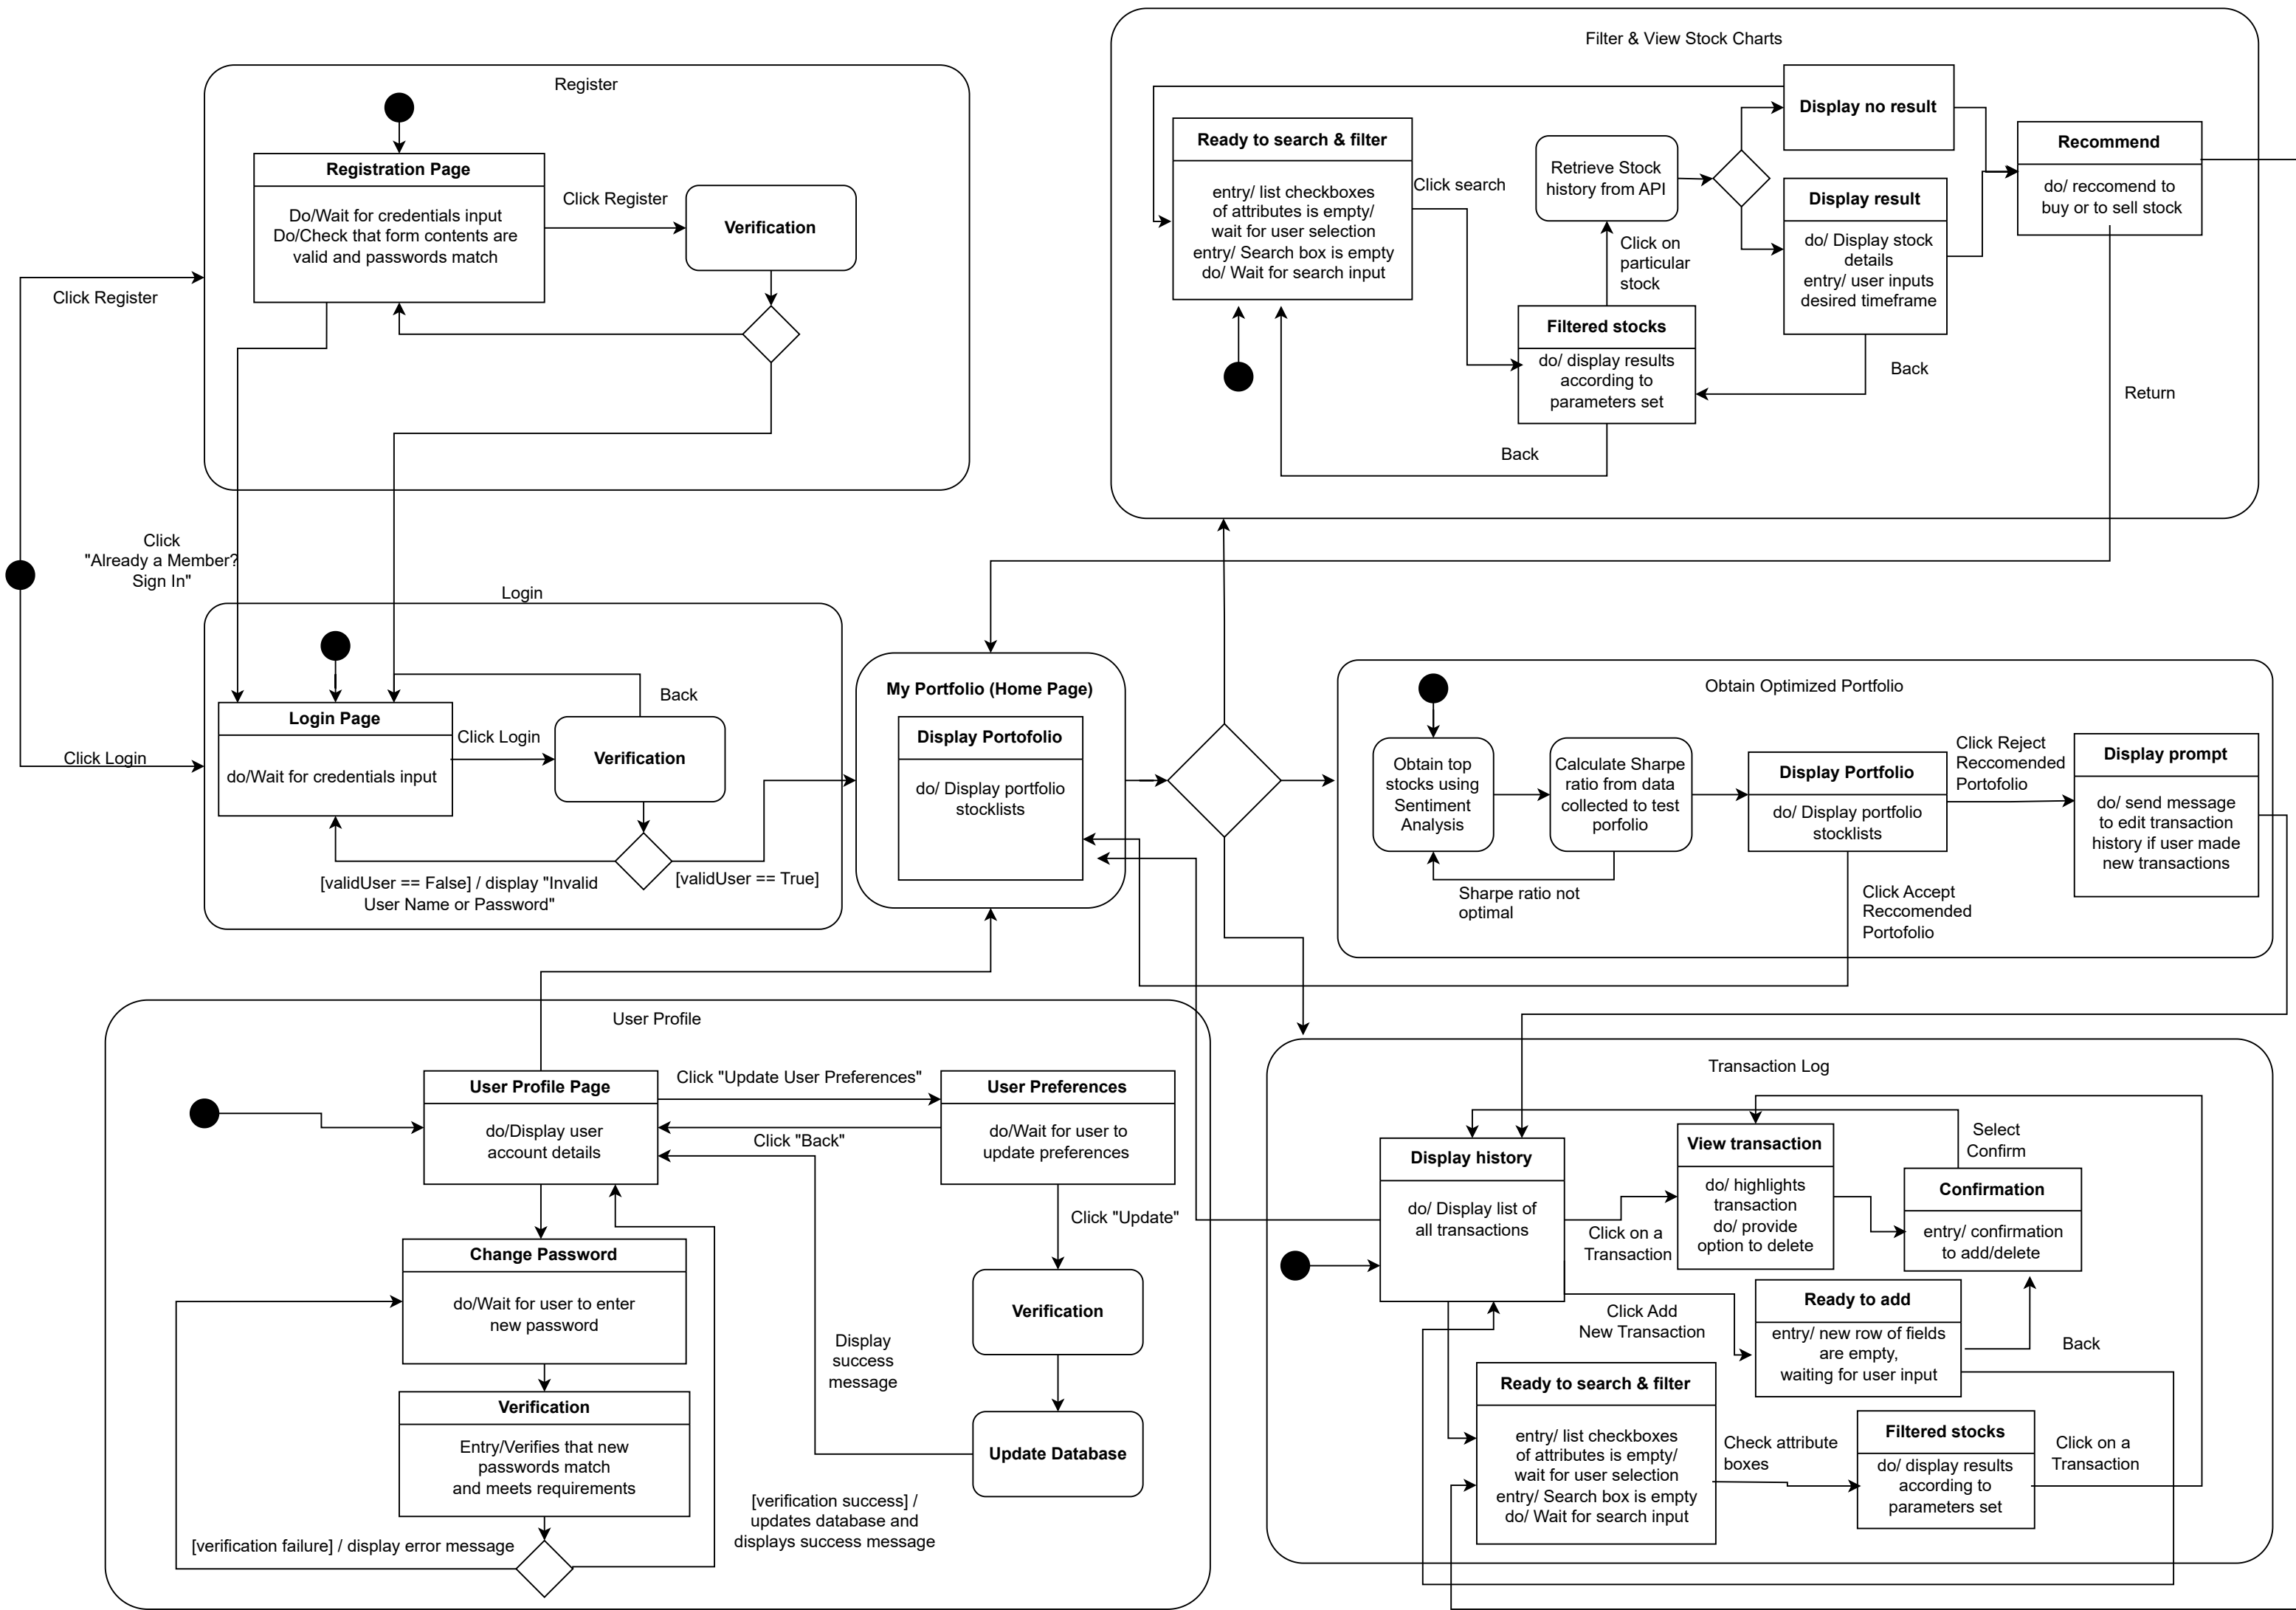 Filter & View Stock Charts
Register
Registration Page
Do/Wait for credentials input
Do/Check that form contents are
valid and passwords match
Click Register
Verification
Click Register
Ready to search & filter
entry/ list checkboxes
of attributes is empty/
wait for user selection
entry/ Search box is empty
do/ Wait for search input
Click search
Retrieve Stock
history from API
Click on
particular
stock
Filtered stocks
do/ display results
according to
parameters set
Back
Display no result
Display result
do/ Display stock
details
entry/ user inputs
desired timeframe
Back
Recommend
do/ reccomend to
buy or to sell stock
Return
Click
"Already a Member?
Sign In"
Login
Login Page
do/Wait for credentials input
Click Login
Click Login
Verification
Back
[validUser == False] / display "Invalid
User Name or Password"
[validUser == True]
My Portfolio (Home Page)
Display Portofolio
do/ Display portfolio
stocklists
Obtain Optimized Portfolio
Obtain top
stocks using
Sentiment
Analysis
Calculate Sharpe
ratio from data
collected to test
porfolio
Sharpe ratio not
optimal
Display Portfolio
do/ Display portfolio
stocklists
Click Reject
Reccomended
Portofolio
Click Accept
Reccomended
Portofolio
Display prompt
do/ send message
to edit transaction
history if user made
new transactions
User Profile
User Profile Page
do/Display user
account details
Click "Update User Preferences"
Click "Back"
User Preferences
do/Wait for user to
update preferences
Click "Update"
Change Password
do/Wait for user to enter
new password
Verification
Display
success
message
Verification
Entry/Verifies that new
passwords match
and meets requirements
Update Database
[verification failure] / display error message
[verification success] /
updates database and
displays success message
Transaction Log
Display history
do/ Display list of
all transactions
Click on a
Transaction
View transaction
do/ highlights
transaction
do/ provide
option to delete
Select
Confirm
Confirmation
entry/ confirmation
to add/delete
Click Add
New Transaction
Ready to add
entry/ new row of fields
are empty,
waiting for user input
Back
Ready to search & filter
entry/ list checkboxes
of attributes is empty/
wait for user selection
entry/ Search box is empty
do/ Wait for search input
Check attribute
boxes
Filtered stocks
do/ display results
according to
parameters set
Click on a
Transaction